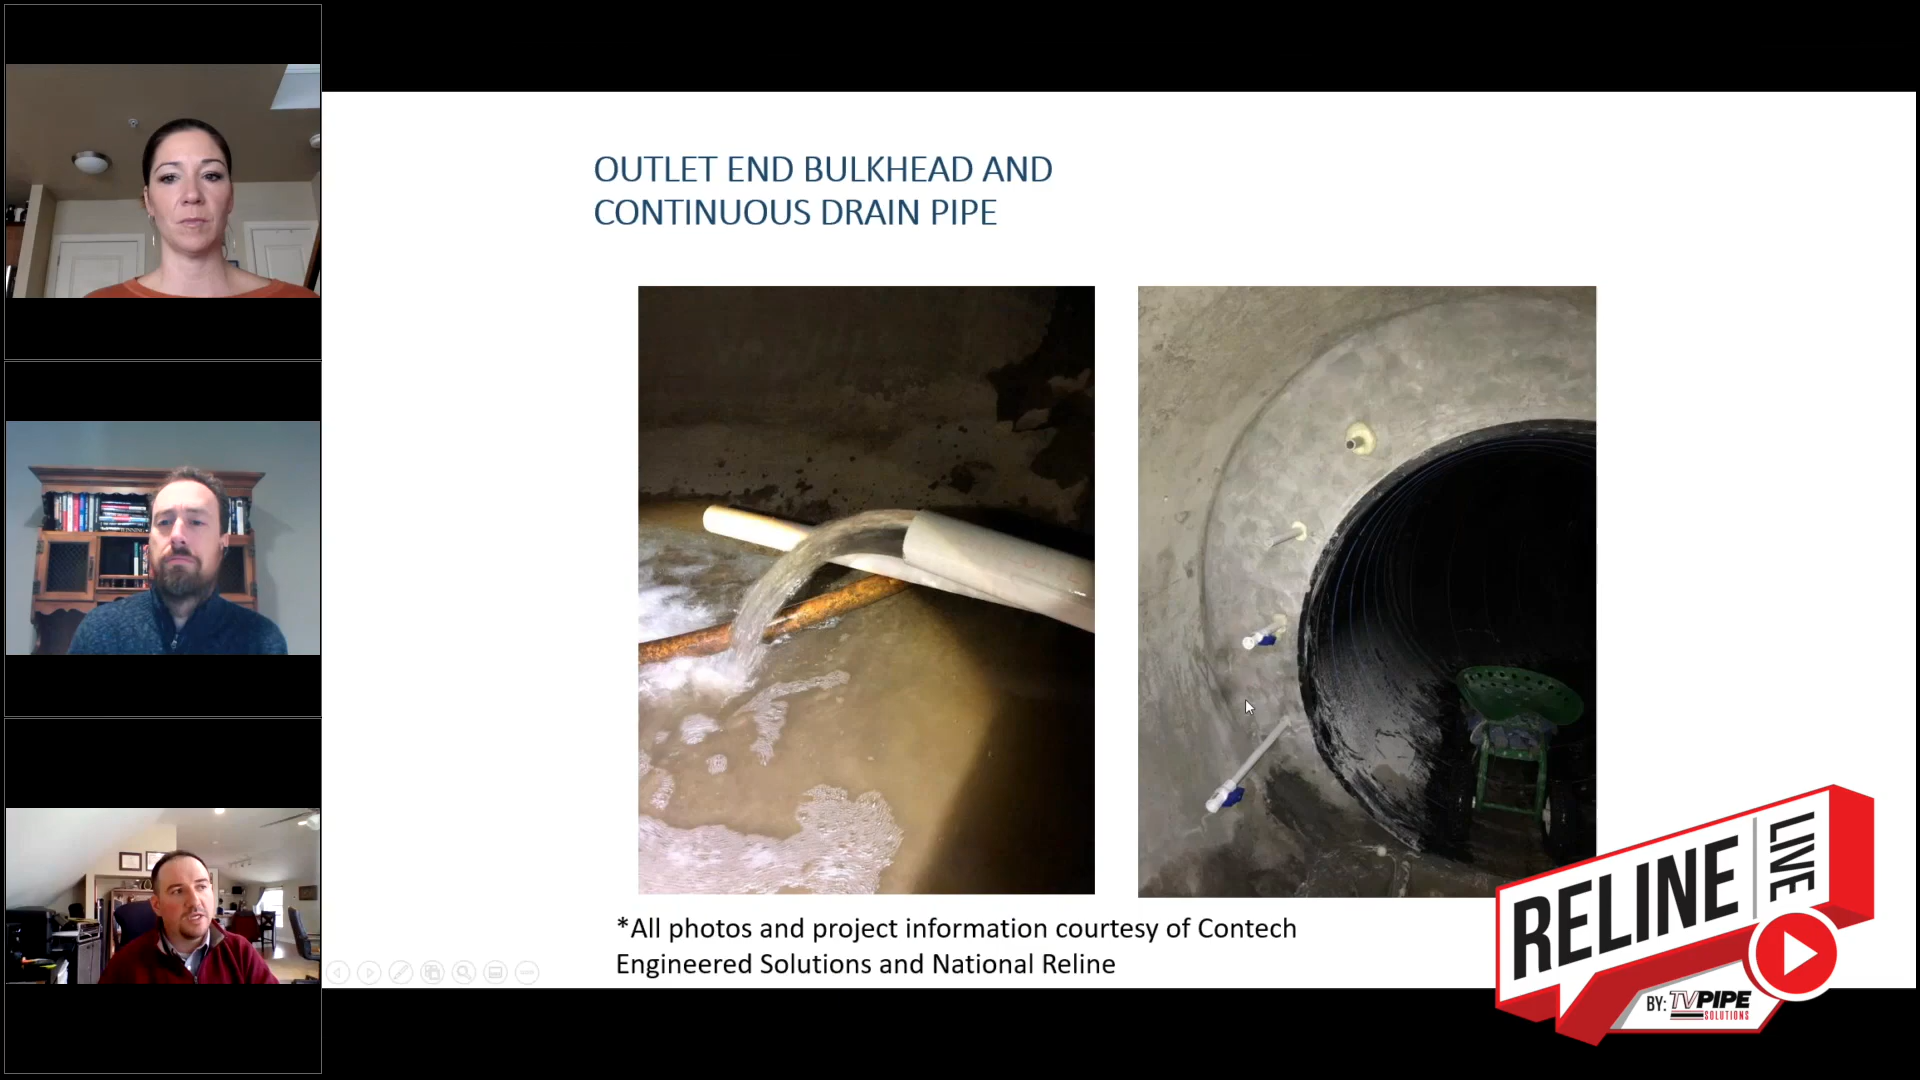 OUTLET END BULKHEAD AND
CONTINUOUS DRAIN PIPE
*All photos and project information courtesy of Contech
Engineered Solutions and National Reline
RELINE
LIVE
BY: TVPIPE
SOLUTIONS